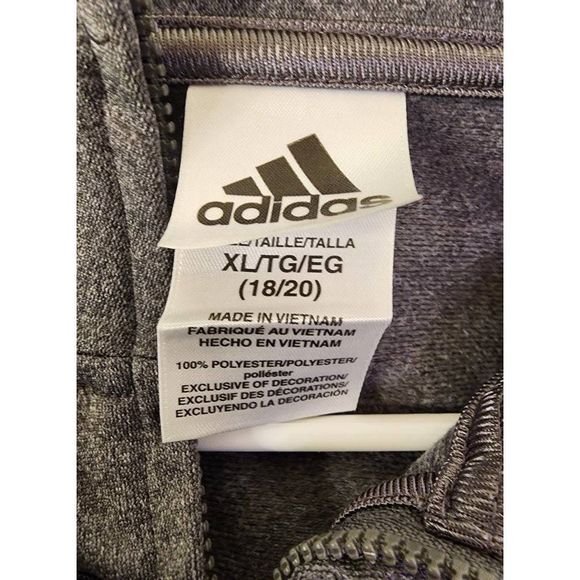 adidas
/TAILLE/TALLA
XL/TG/EG
(18/20)
MADE IN VIETNAM
FABRIQUÉ AU VIETNAM
HECHO EN VIETNAM
100% POLYESTER/POLYESTER/
poliéster
EXCLUSIVE OF DECORATION/
EXCLUSIF DES DÉCORATIONS/
EXCLUYENDO LA DECORACIÓN